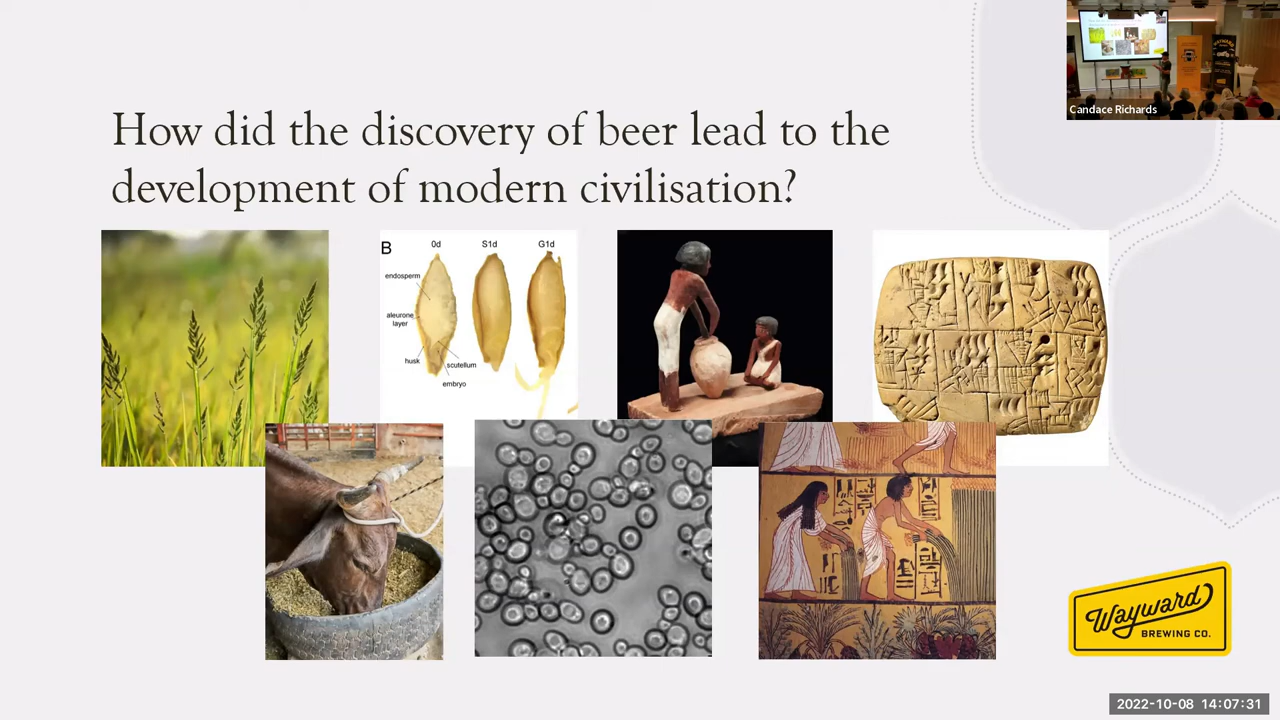 Candace Richards
How did the discovery of beer lead to the
development of modern civilisation?
B
0d
S1d
G1d
endosperm
aleurone
layer
husk
scutellum
embryo
Wayward
BREWING CO.
2022-10-08 14:07:31